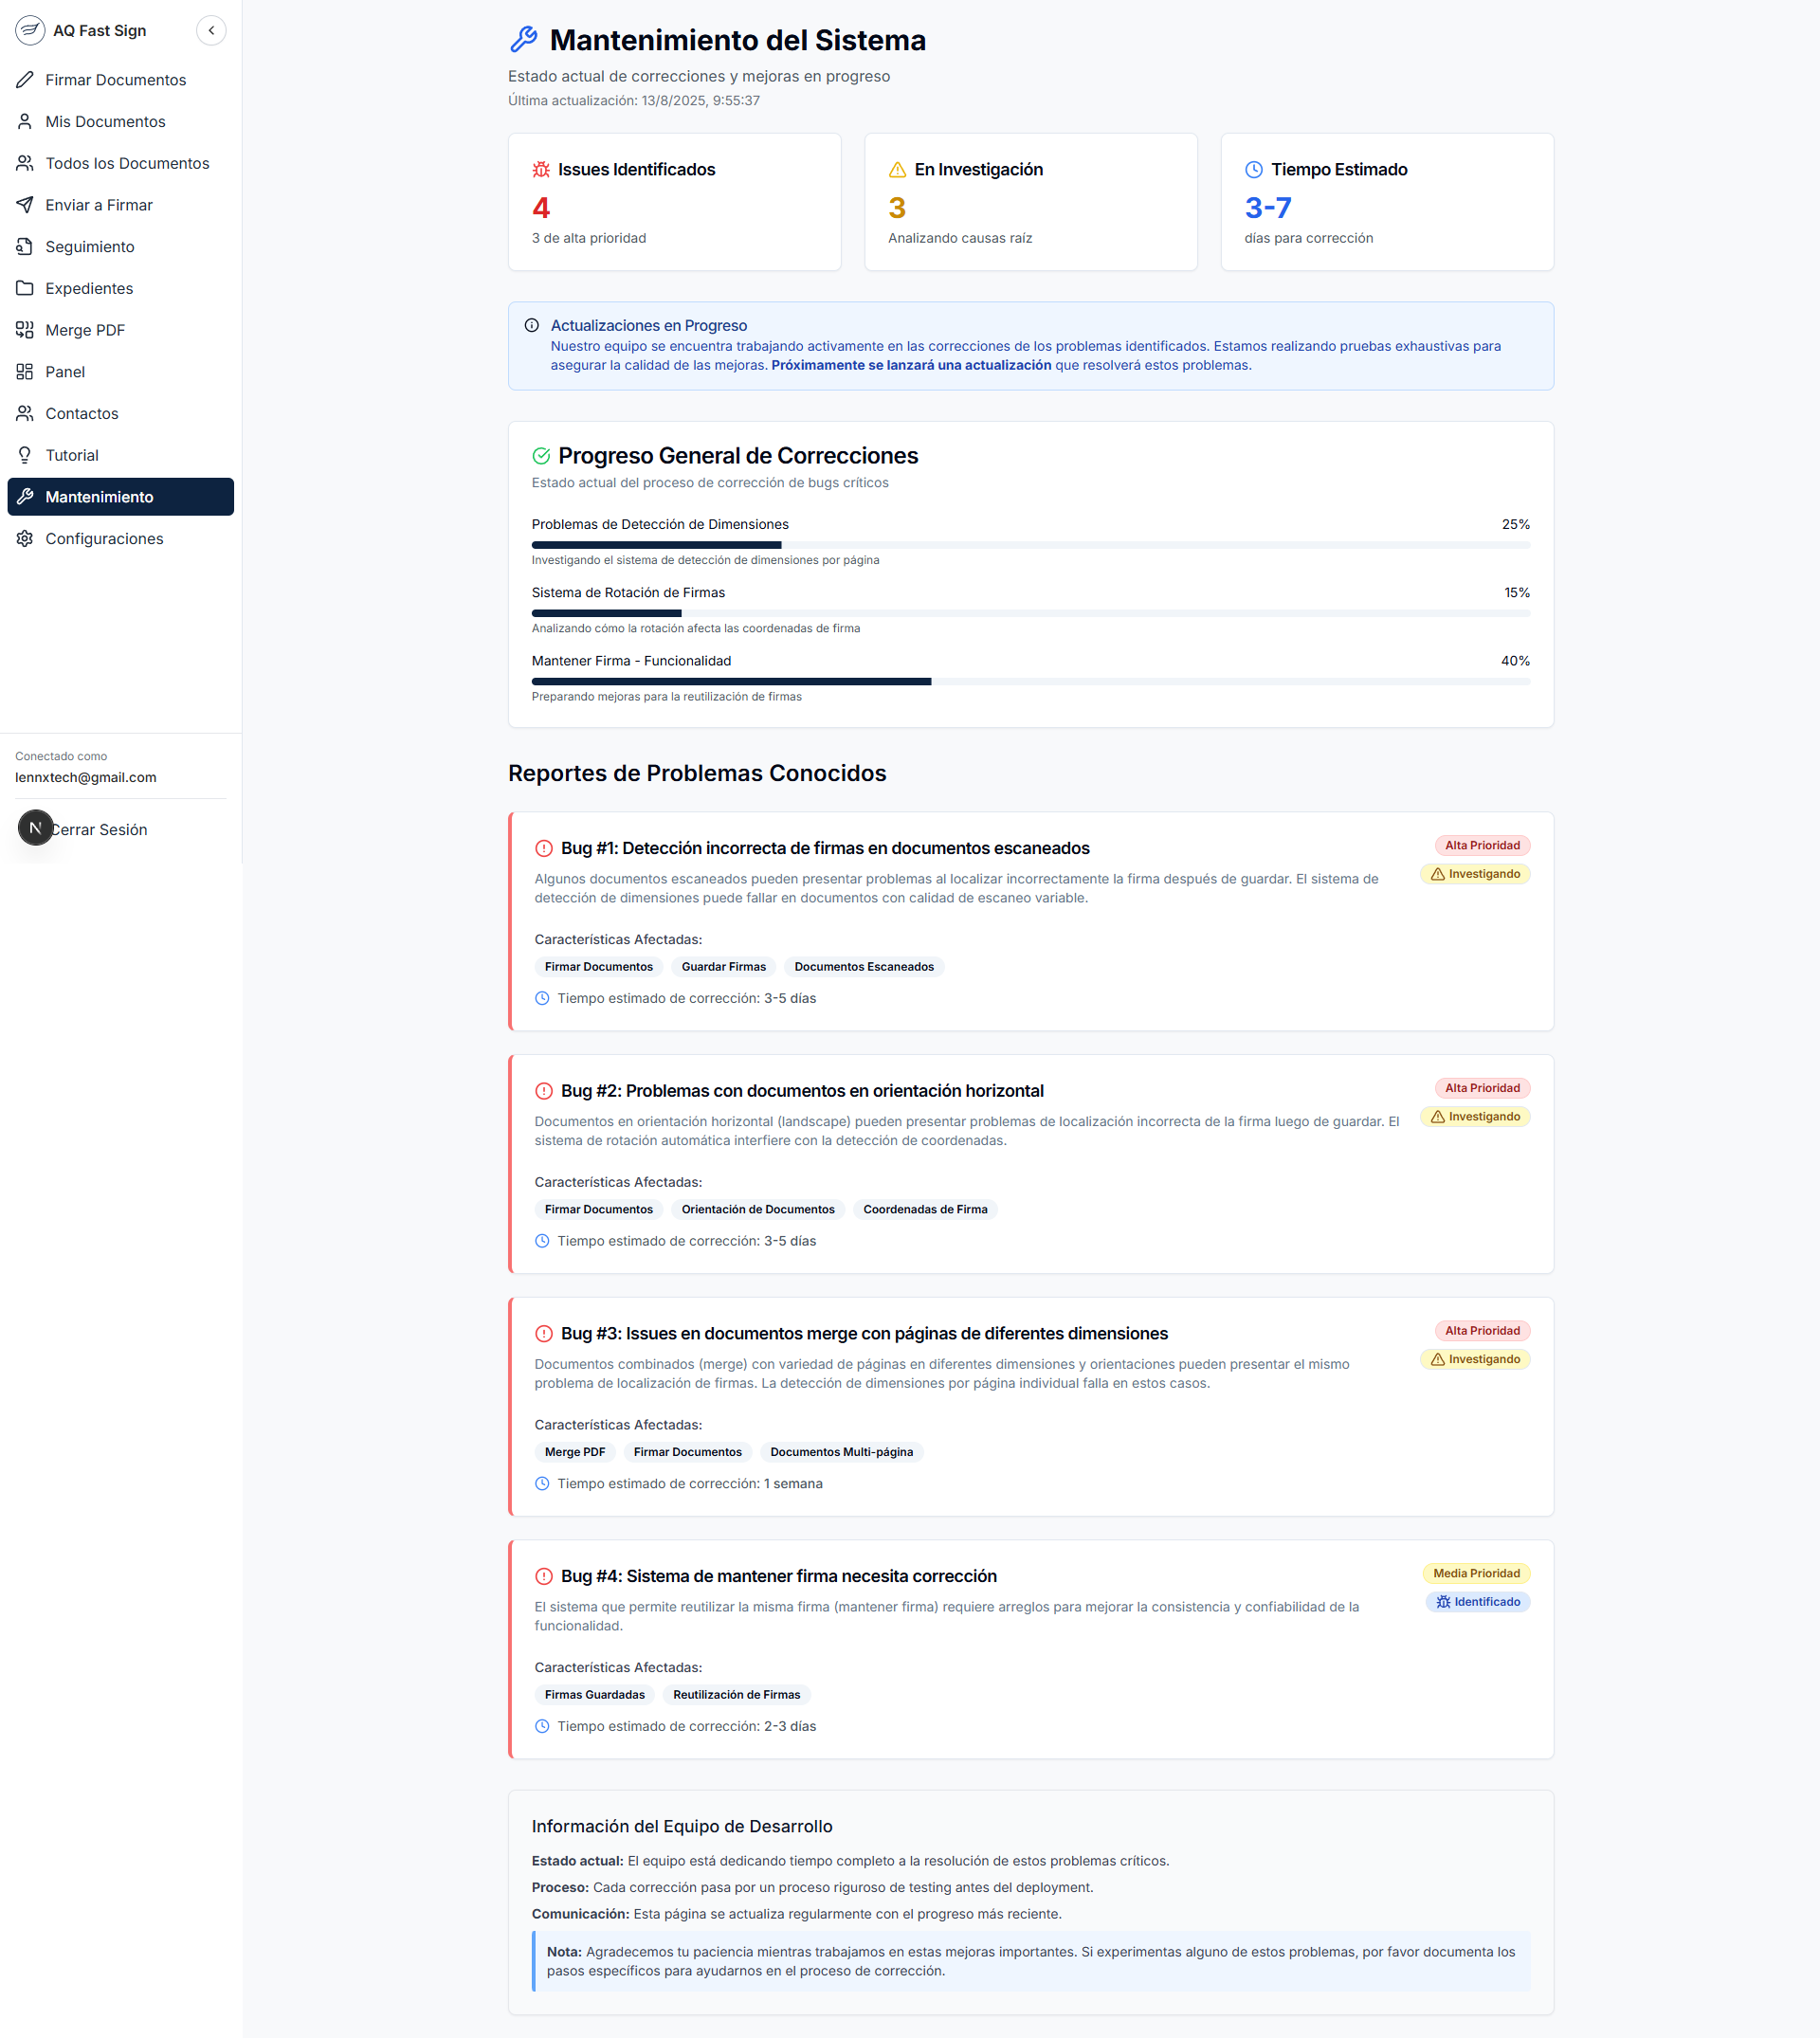 AQ Fast Sign
Firmar Documentos
Mis Documentos
Todos los Documentos
Enviar a Firmar
Seguimiento
Expedientes
Merge PDF
Panel
Contactos
Tutorial
Mantenimiento
Configuraciones
Conectado como
lennxtech@gmail.com
N
Cerrar Sesión
Mantenimiento del Sistema
Estado actual de correcciones y mejoras en progreso
Última actualización: 13/8/2025, 9:55:37
Issues Identificados
4
3 de alta prioridad
En Investigación
3
Analizando causas raíz
Tiempo Estimado
3-7
días para corrección
Actualizaciones en Progreso
Nuestro equipo se encuentra trabajando activamente en las correcciones de los problemas identificados. Estamos realizando pruebas exhaustivas para
asegurar la calidad de las mejoras. Próximamente se lanzará una actualización que resolverá estos problemas.
Progreso General de Correcciones
Estado actual del proceso de corrección de bugs críticos
Problemas de Detección de Dimensiones 25%
Investigando el sistema de detección de dimensiones por página
Sistema de Rotación de Firmas 15%
Analizando cómo la rotación afecta las coordenadas de firma
Mantener Firma - Funcionalidad 40%
Preparando mejoras para la reutilización de firmas
Reportes de Problemas Conocidos
Bug #1: Detección incorrecta de firmas en documentos escaneados
Alta Prioridad
Investigando
Algunos documentos escaneados pueden presentar problemas al localizar incorrectamente la firma después de guardar. El sistema de
detección de dimensiones puede fallar en documentos con calidad de escaneo variable.
Características Afectadas:
Firmar Documentos Guardar Firmas Documentos Escaneados
Tiempo estimado de corrección: 3-5 días
Bug #2: Problemas con documentos en orientación horizontal
Alta Prioridad
Investigando
Documentos en orientación horizontal (landscape) pueden presentar problemas de localización incorrecta de la firma luego de guardar. El
sistema de rotación automática interfiere con la detección de coordenadas.
Características Afectadas:
Firmar Documentos Orientación de Documentos Coordenadas de Firma
Tiempo estimado de corrección: 3-5 días
Bug #3: Issues en documentos merge con páginas de diferentes dimensiones
Alta Prioridad
Investigando
Documentos combinados (merge) con variedad de páginas en diferentes dimensiones y orientaciones pueden presentar el mismo
problema de localización de firmas. La detección de dimensiones por página individual falla en estos casos.
Características Afectadas:
Merge PDF Firmar Documentos Documentos Multi-página
Tiempo estimado de corrección: 1 semana
Bug #4: Sistema de mantener firma necesita corrección
Media Prioridad
Identificado
El sistema que permite reutilizar la misma firma (mantener firma) requiere arreglos para mejorar la consistencia y confiabilidad de la
funcionalidad.
Características Afectadas:
Firmas Guardadas Reutilización de Firmas
Tiempo estimado de corrección: 2-3 días
Información del Equipo de Desarrollo
Estado actual: El equipo está dedicando tiempo completo a la resolución de estos problemas críticos.
Proceso: Cada corrección pasa por un proceso riguroso de testing antes del deployment.
Comunicación: Esta página se actualiza regularmente con el progreso más reciente.
Nota: Agradecemos tu paciencia mientras trabajamos en estas mejoras importantes. Si experimentas alguno de estos problemas, por favor documenta los
pasos específicos para ayudarnos en el proceso de corrección.